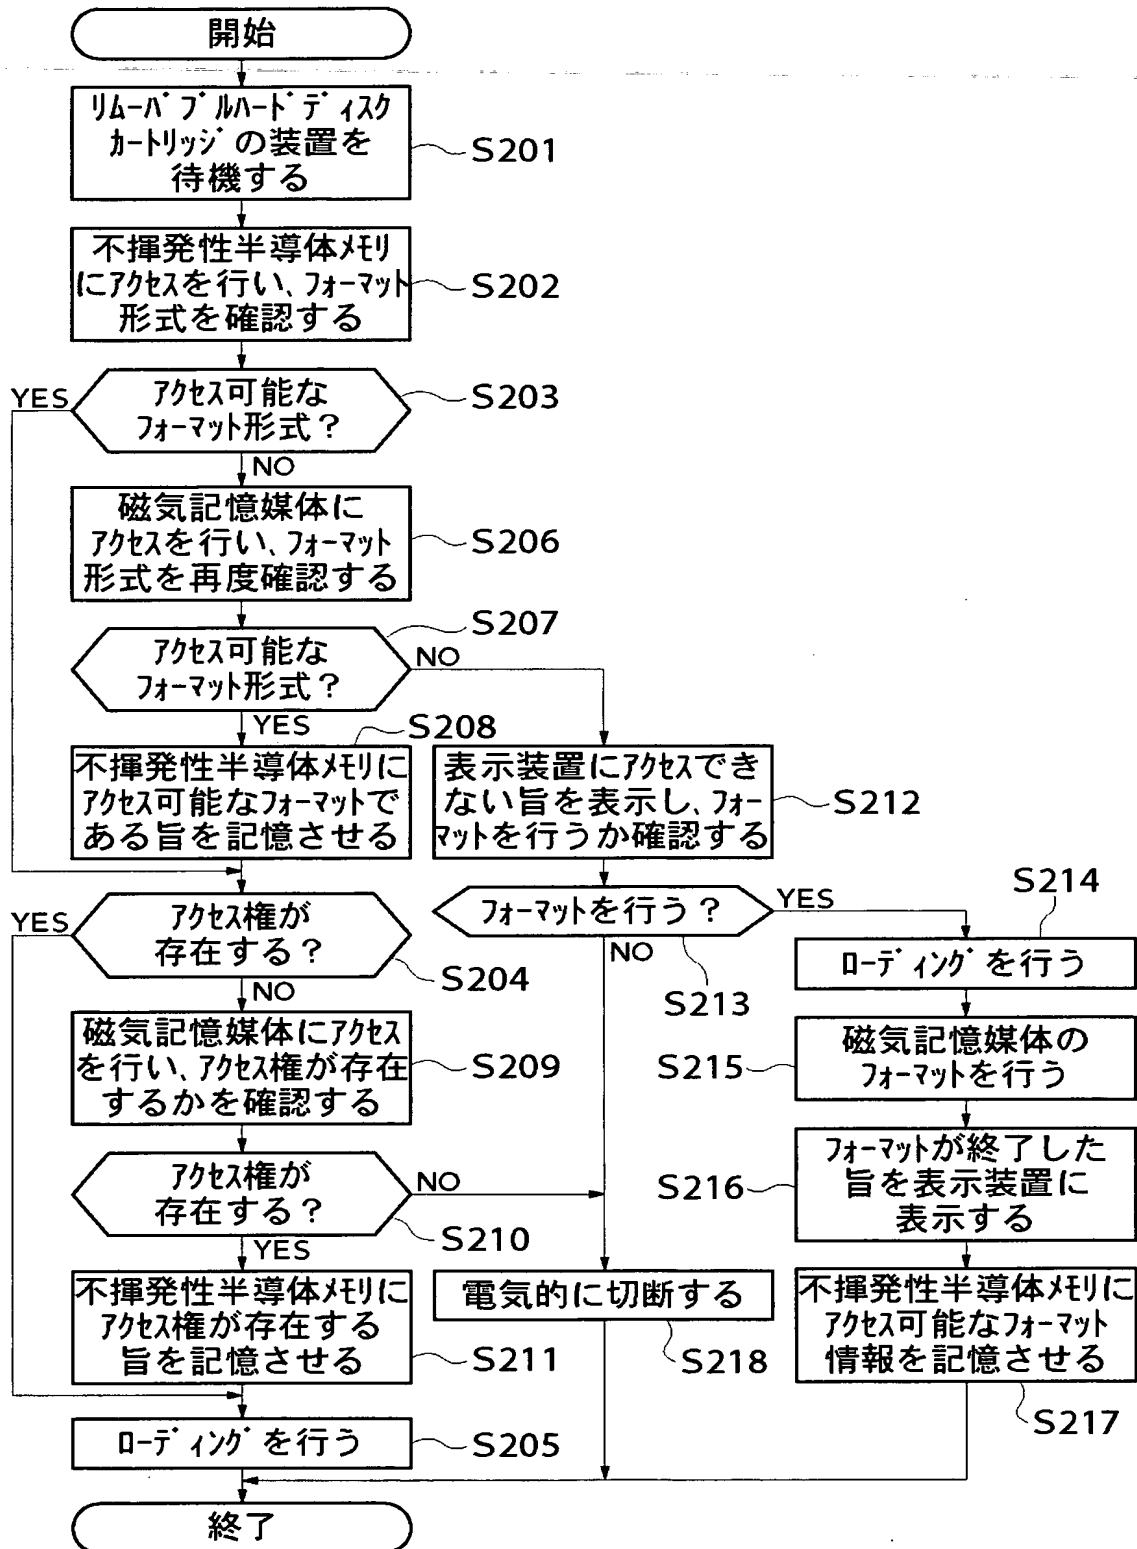 開始
リムーバブルハードディスク
カートリッジの装置を
待機する
S201
不揮発性半導体メモリ
にアクセスを行い、フォーマット
形式を確認する
S202
アクセス可能な
フォーマット形式？
S203
YES
NO
磁気記憶媒体に
アクセスを行い、フォーマット
形式を再度確認する
S206
アクセス可能な
フォーマット形式？
S207
NO
YES
不揮発性半導体メモリに
アクセス可能なフォーマットで
ある旨を記憶させる
S208
表示装置にアクセスでき
ない旨を表示し、フォー
マットを行うか確認する
S212
アクセス権が
存在する？
S204
YES
NO
フォーマットを行う？
S213
YES
NO
S214
ローディングを行う
磁気記憶媒体にアクセス
を行い、アクセス権が存在
するかを確認する
S209
S215
磁気記憶媒体の
フォーマットを行う
アクセス権が
存在する？
S210
NO
YES
S216
フォーマットが終了した
旨を表示装置に
表示する
不揮発性半導体メモリに
アクセス権が存在する
旨を記憶させる
S211
電気的に切断する
S218
不揮発性半導体メモリに
アクセス可能なフォーマット
情報を記憶させる
S217
ローディングを行う
S205
終了